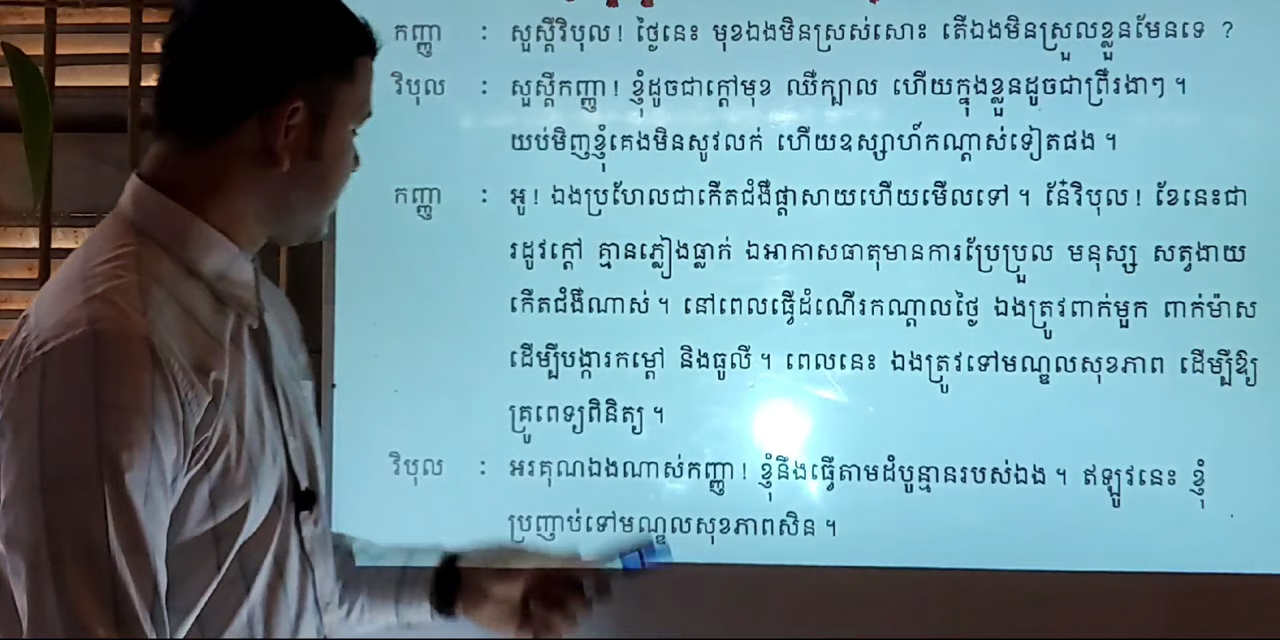 កញ្ញា : សួស្តីវិបុល! ថ្ងៃនេះ មុខឯងមិនស្រស់សោះ តើឯងមិនស្រួលខ្លួនមែនទេ ?
វិបុល : សួស្តីកញ្ញា! ខ្ញុំដូចជាក្តៅមុខ ឈឺក្បាល ហើយក្នុងខ្លួនដូចជាព្រឺរងាៗ ។
យប់មិញខ្ញុំគេងមិនសូវលក់ ហើយឧស្សាហ៍កណ្តាស់ទៀតផង ។
កញ្ញា : អូ! ឯងប្រហែលជាកើតជំងឺផ្តាសាយហើយមើលទៅ ។ នែ៎វិបុល! ខែនេះជា
រដូវក្តៅ គ្មានភ្លៀងធ្លាក់ ឯអាកាសធាតុមានការប្រែប្រួល មនុស្ស សត្វងាយ
កើតជំងឺណាស់ ។ នៅពេលធ្វើដំណើរកណ្តាលថ្ងៃ ឯងត្រូវពាក់មួក ពាក់ម៉ាស
ដើម្បីបង្ការកម្តៅ និងធូលី ។ ពេលនេះ ឯងត្រូវទៅមណ្ឌលសុខភាព ដើម្បីឱ្យ
គ្រូពេទ្យពិនិត្យ ។
វិបុល : អរគុណឯងណាស់កញ្ញា! ខ្ញុំនឹងធ្វើតាមដំបូន្មានរបស់ឯង ។ ឥឡូវនេះ ខ្ញុំ
ប្រញាប់ទៅមណ្ឌលសុខភាពសិន ។